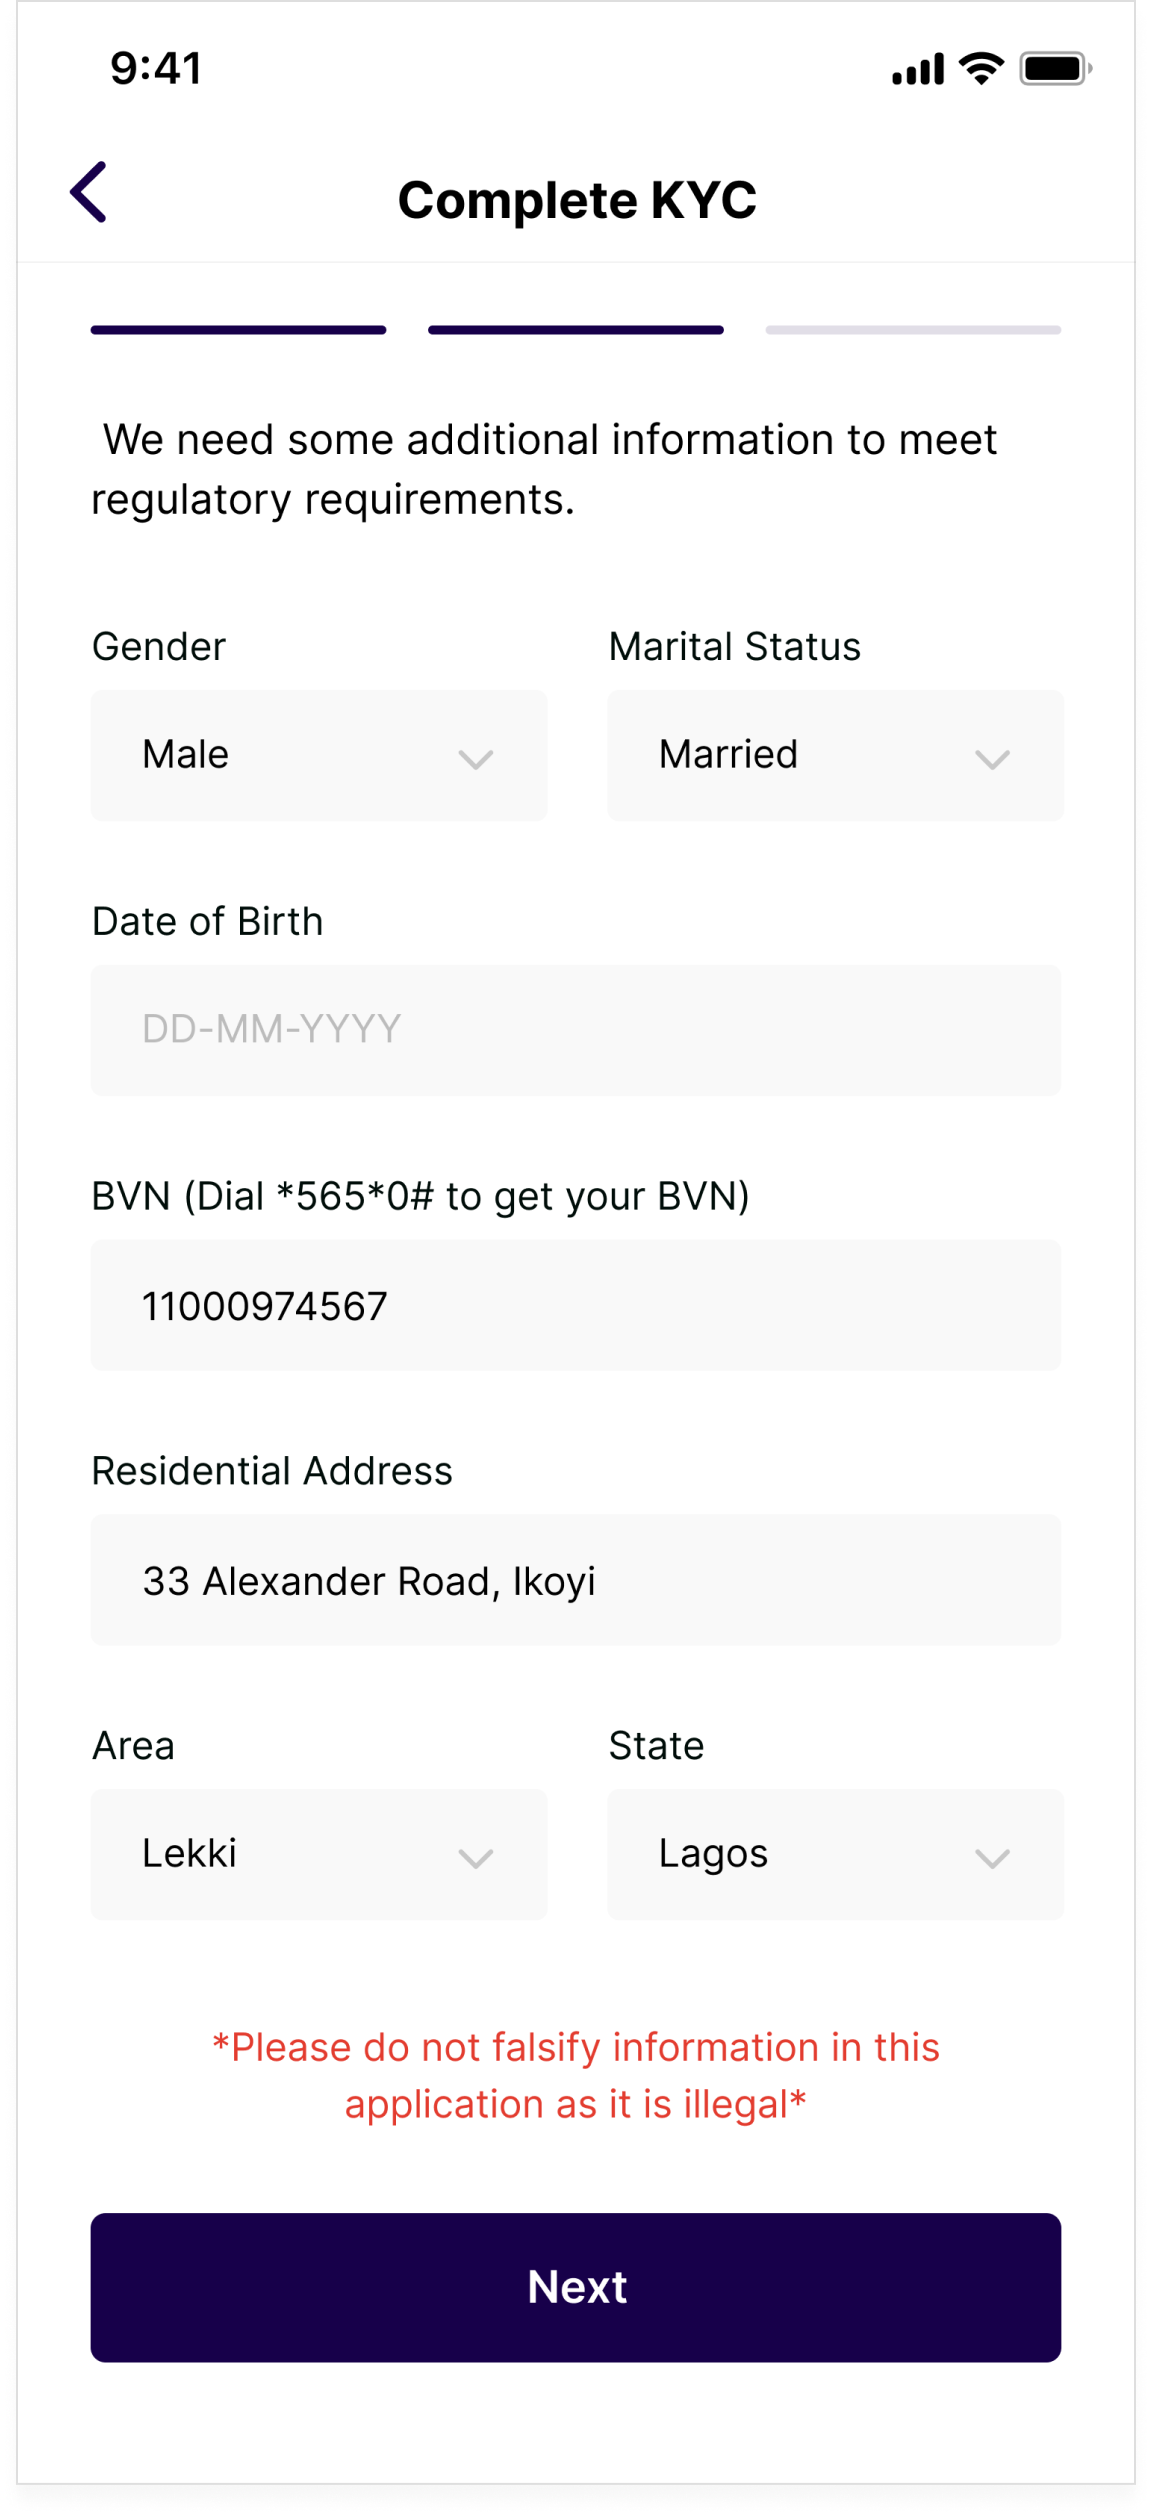 9:41
Complete KYC
We need some additional information to meet
regulatory requirements.
Gender
Marital Status
Male
Married
Date of Birth
DD-MM-YYYY
BVN (Dial *565*0# to get your BVN)
11000974567
Residential Address
33 Alexander Road, Ikoyi
Area
State
Lekki
Lagos
*Please do not falsify information in this
application as it is illegal*
Next